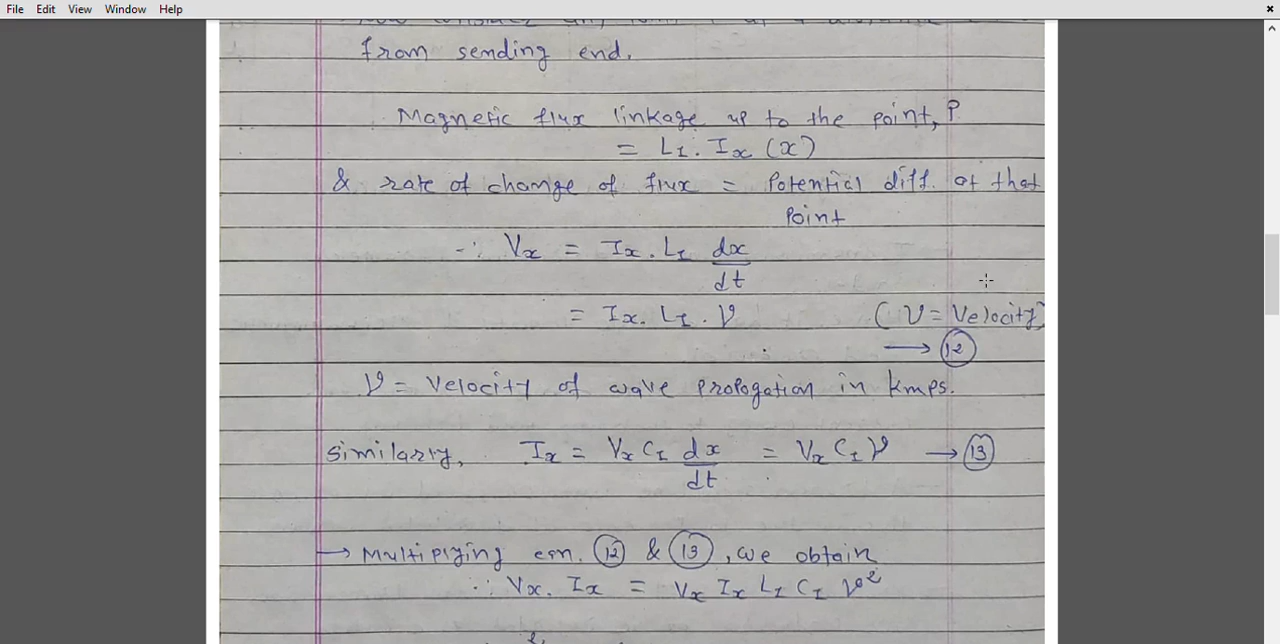 File Edit View Window Help
from sending end.
Magnetic flux linkage up to the point, P
= L₁. Iₓ (x)
& rate of change of flux = Potential diff. at that
Point
∴ Vₓ = Iₓ. L₁ dx/dt
= Iₓ. L₁ . V (V = Velocity)
→ (12)
V = Velocity of wave propogation in kmps.
Similarly, Iₓ = Vₓ C₁ dx/dt = Vₓ C₁ V → (13)
→ Multiplying eqn. (12) & (13), we obtain
∴ Vₓ. Iₓ = Vₓ Iₓ L₁ C₁ V²